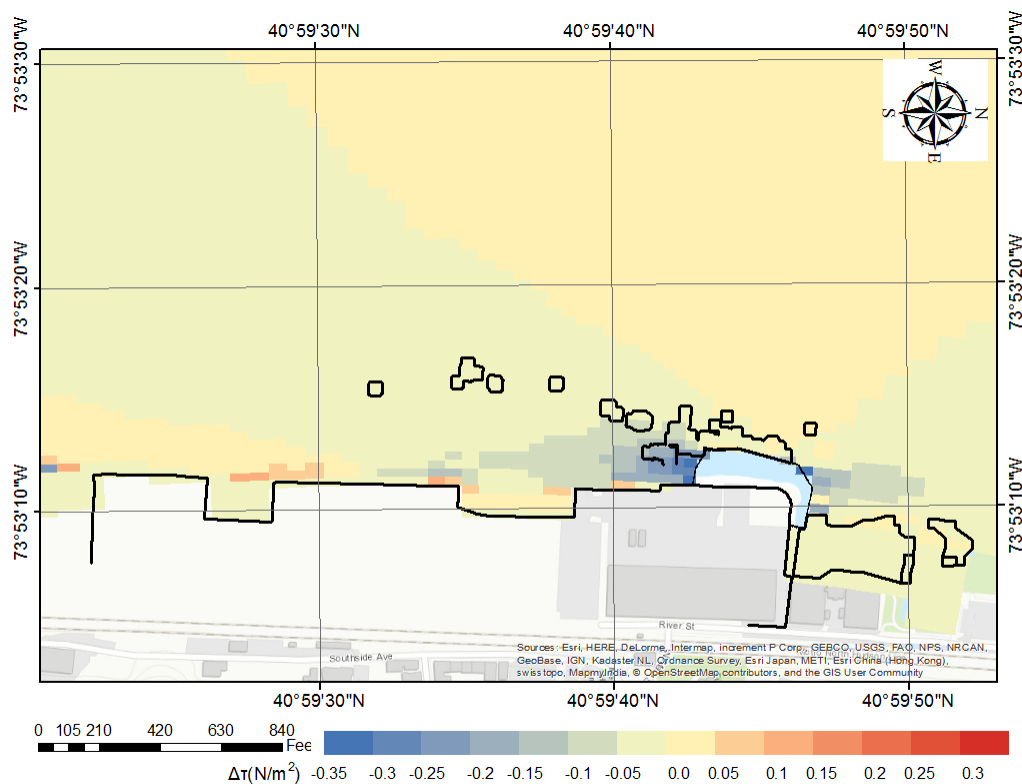 40°59'30"N 40°59'40"N 40°59'50"N
73°53'30"W 73°53'30"W
W
S N
E
73°53'20"W 73°53'20"W
73°53'10"W 73°53'10"W
River St
Southside Ave
Sources: Esri, HERE, DeLorme, Intermap, increment P Corp., GEBCO, USGS, FAO, NPS, NRCAN,
GeoBase, IGN, Kadaster NL, Ordnance Survey, Esri Japan, METI, Esri China (Hong Kong),
swisstopo, MapmyIndia, © OpenStreetMap contributors, and the GIS User Community
40°59'30"N 40°59'40"N 40°59'50"N
0 105 210 420 630 840
Fee
Δτ(N/m²) -0.35 -0.3 -0.25 -0.2 -0.15 -0.1 -0.05 0.0 0.05 0.1 0.15 0.2 0.25 0.3